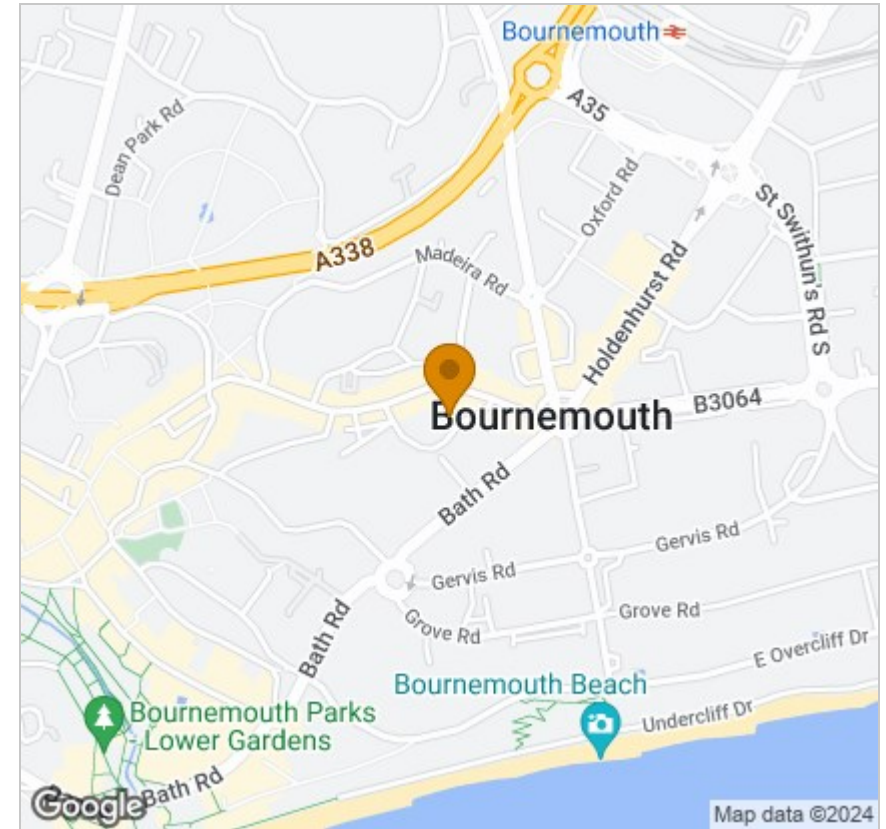 Bournemouth
A35
Dean Park Rd
Oxford Rd
St Swithun's Rd S
A338
Madeira Rd
Holdenhurst Rd
B3064
Bournemouth
Bath Rd
Gervis Rd
Gervis Rd
Grove Rd
Grove Rd
Bath Rd
E Overcliff Dr
Bournemouth Beach
Undercliff Dr
Bournemouth Parks
- Lower Gardens
Bath Rd
Google
Map data ©2024